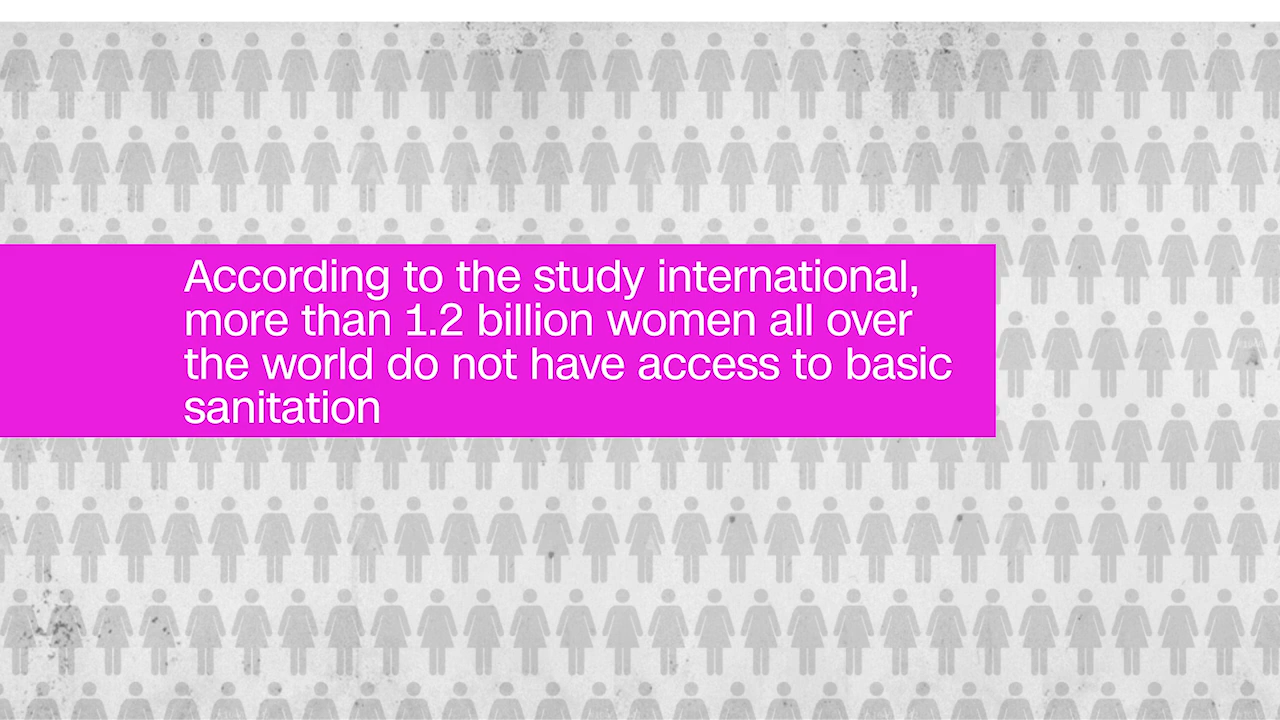 According to the study international,
more than 1.2 billion women all over
the world do not have access to basic
sanitation